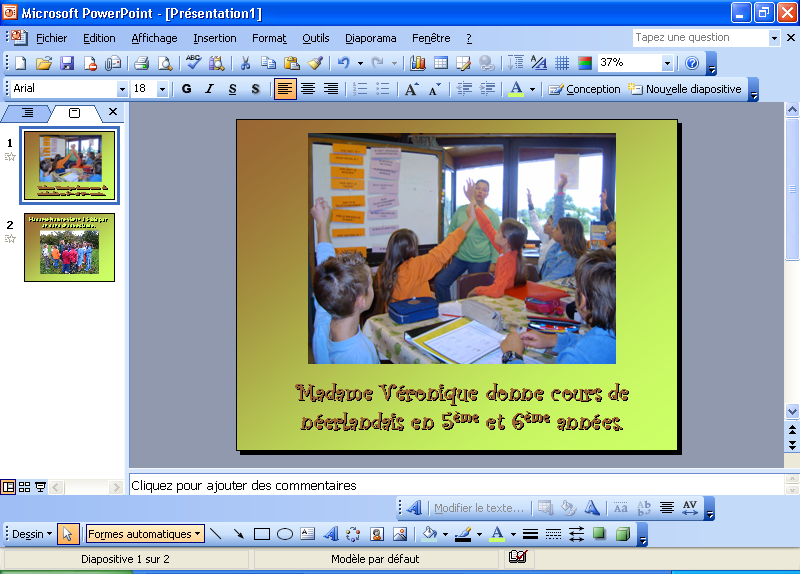 Microsoft PowerPoint - [Présentation1]
Fichier Edition Affichage Insertion Format Outils Diaporama Fenêtre ? Tapez une question
37%
Arial 18 G I S S Conception Nouvelle diapositive
1
2
Madame Véronique donne cours de
néerlandais en 5ème et 6ème années.
Cliquez pour ajouter des commentaires
Modifier le texte...
Dessin Formes automatiques
Diapositive 1 sur 2 Modèle par défaut